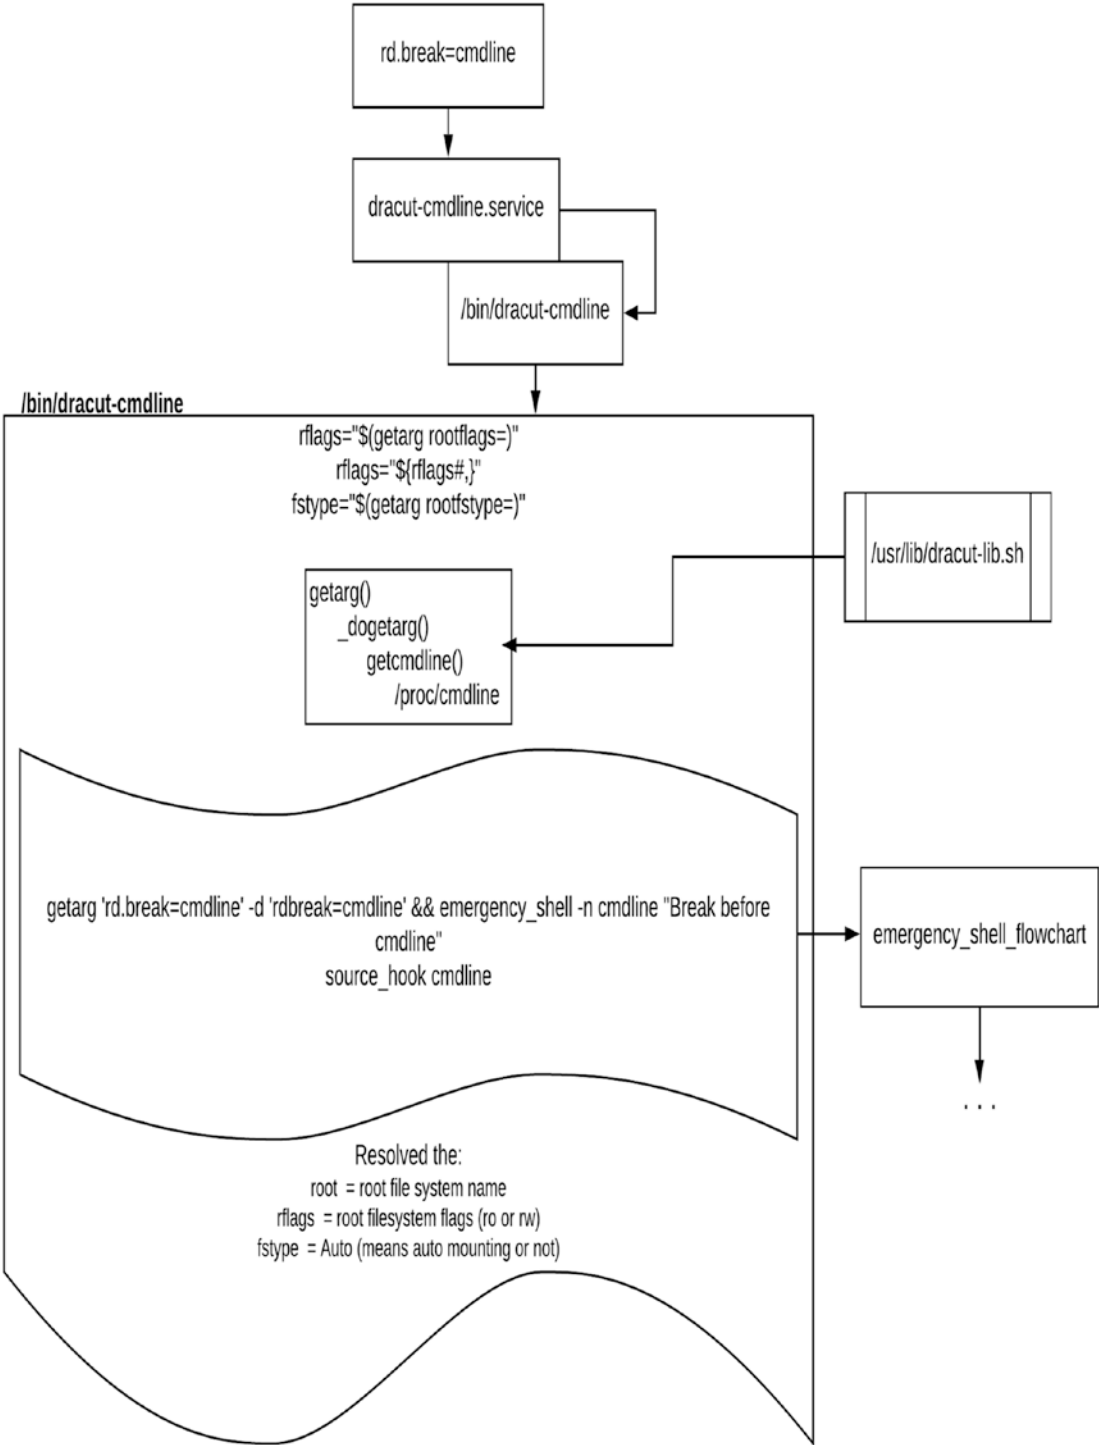 rd.break=cmdline
dracut-cmdline.service
/bin/dracut-cmdline
/bin/dracut-cmdline
rflags="$(getarg rootflags=)"
rflags="${rflags#,}"
fstype="$(getarg rootfstype=)"
/usr/lib/dracut-lib.sh
getarg()
_dogetarg()
getcmdline()
/proc/cmdline
getarg 'rd.break=cmdline' -d 'rdbreak=cmdline' && emergency_shell -n cmdline "Break before
cmdline"
source_hook cmdline
emergency_shell_flowchart
. . .
Resolved the:
root = root file system name
rflags = root filesystem flags (ro or rw)
fstype = Auto (means auto mounting or not)